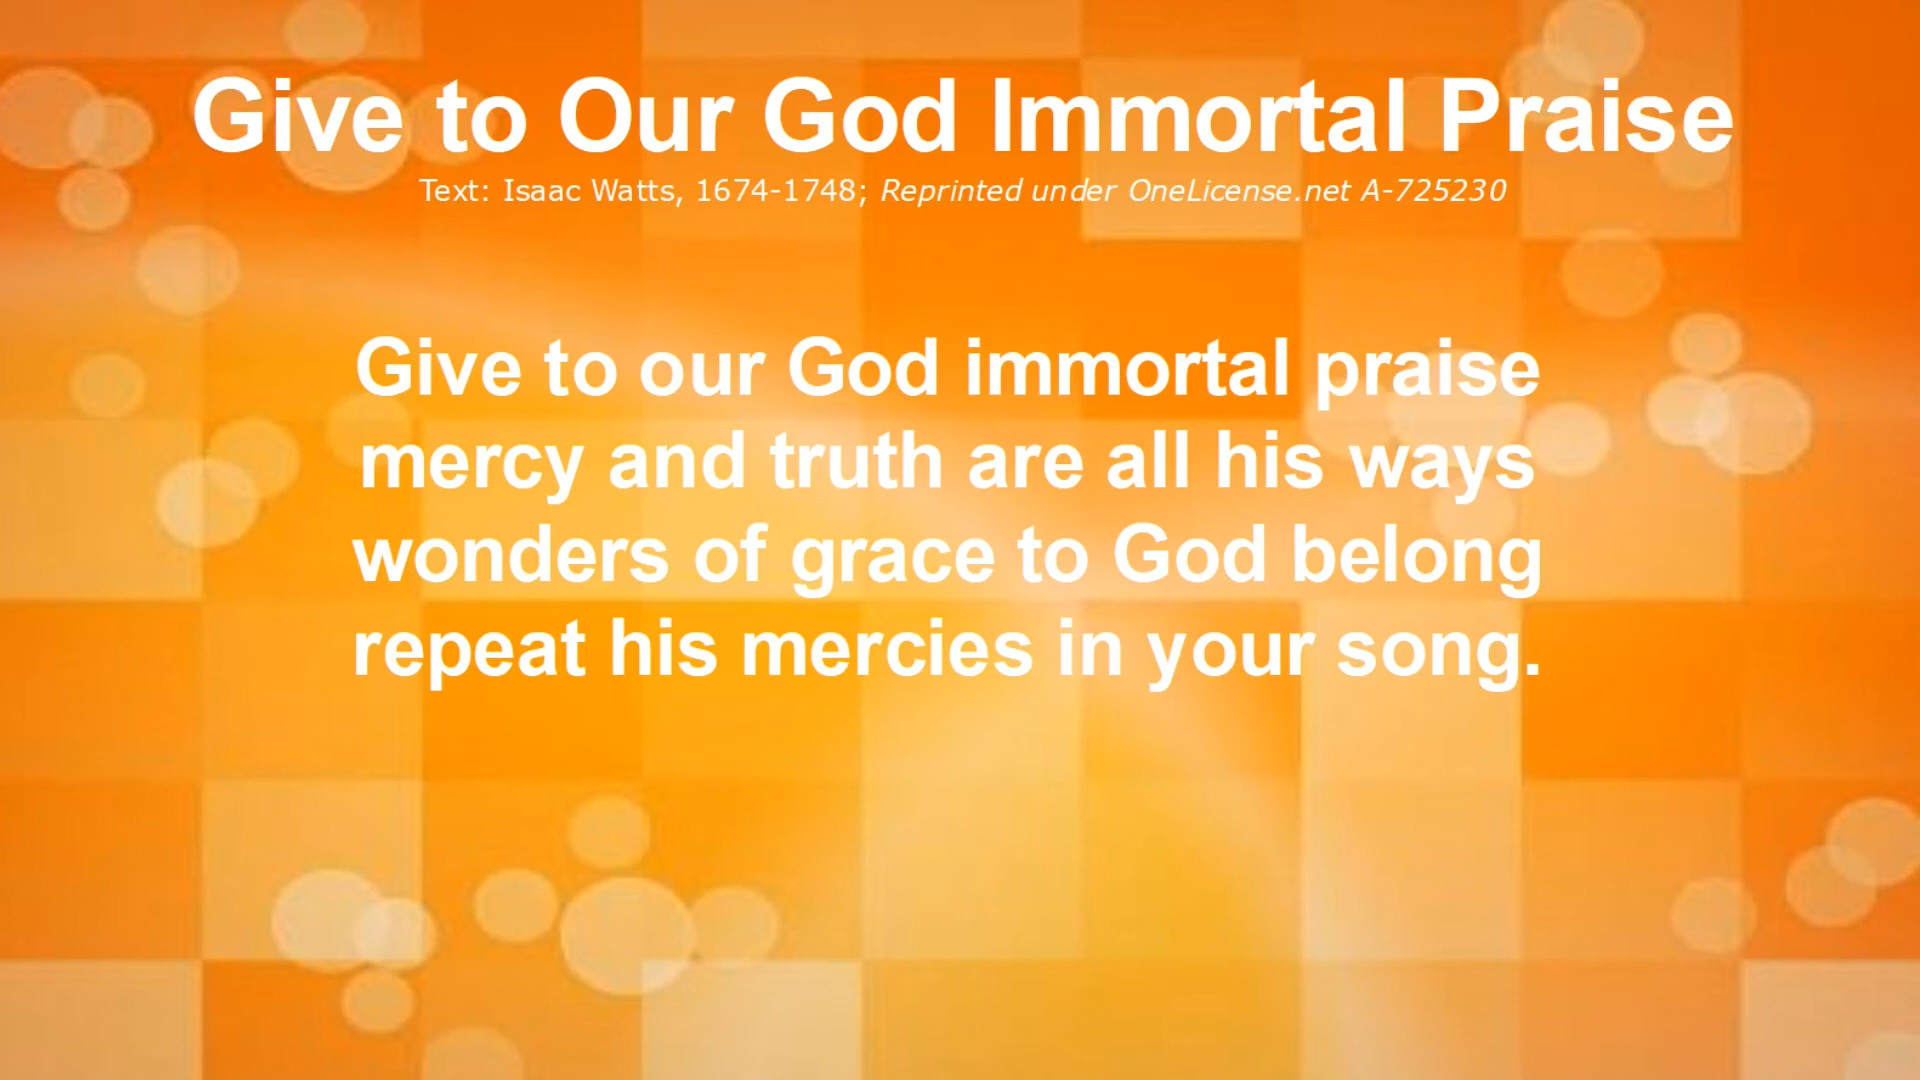 Give to Our God Immortal Praise
Text: Isaac Watts, 1674-1748; Reprinted under OneLicense.net A-725230
Give to our God immortal praise
mercy and truth are all his ways
wonders of grace to God belong
repeat his mercies in your song.